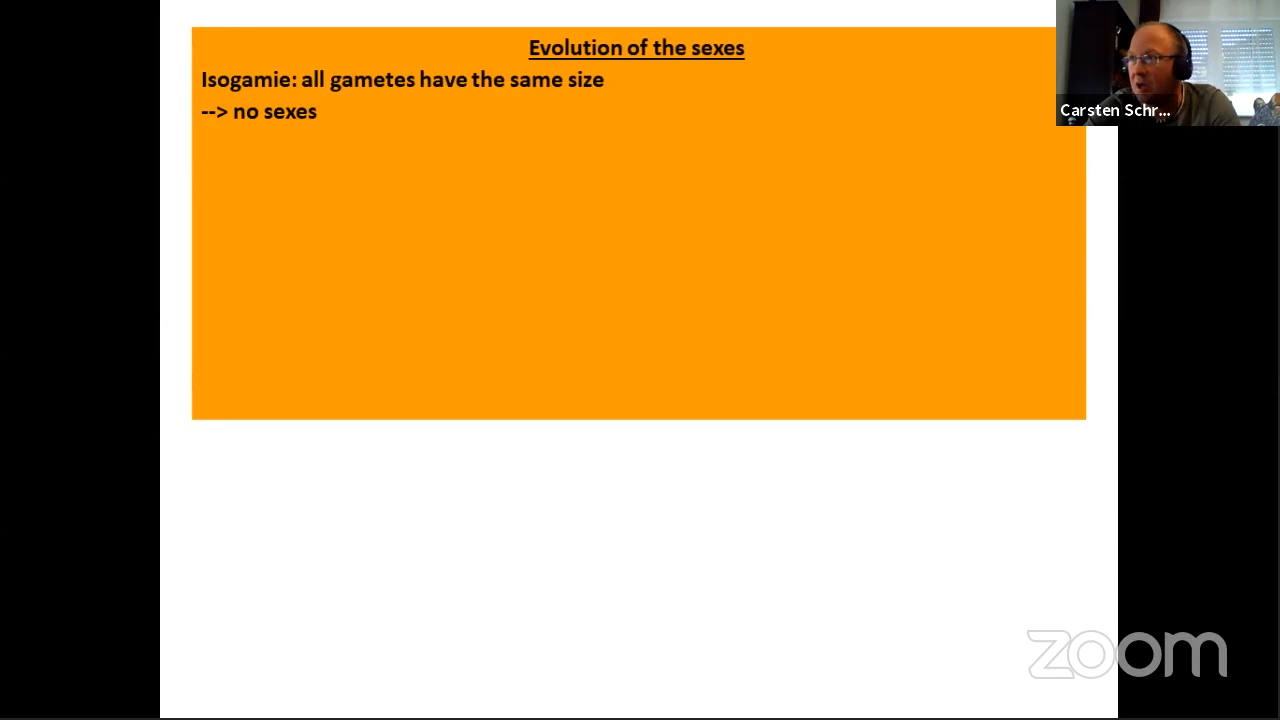 Evolution of the sexes
Isogamie: all gametes have the same size
--> no sexes
Carsten Schr...
zoom